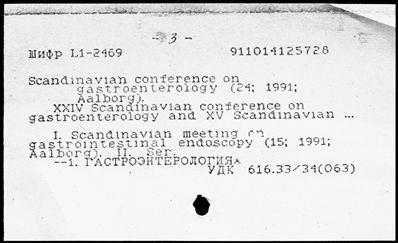 - 3 -
Шифр L1-2469 911014125728
Scandinavian conference on
gastroenterology (24; 1991;
Aalborg).
XXIV Scandinavian conference on
gastroenterology and XV Scandinavian ...
I. Scandinavian meeting on
gastrointestinal endoscopy (15; 1991;
Aalborg). II. Ser.
--1. ГАСТРОЭНТЕРОЛОГИЯ*
УДК 616.33/34(063)